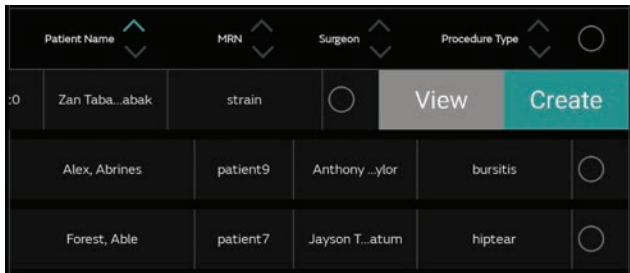 Patient Name MRN Surgeon Procedure Type
:0 Zan Taba...abak strain View Create
Alex, Abrines patient9 Anthony ...ylor bursitis
Forest, Able patient7 Jayson T...atum hiptear